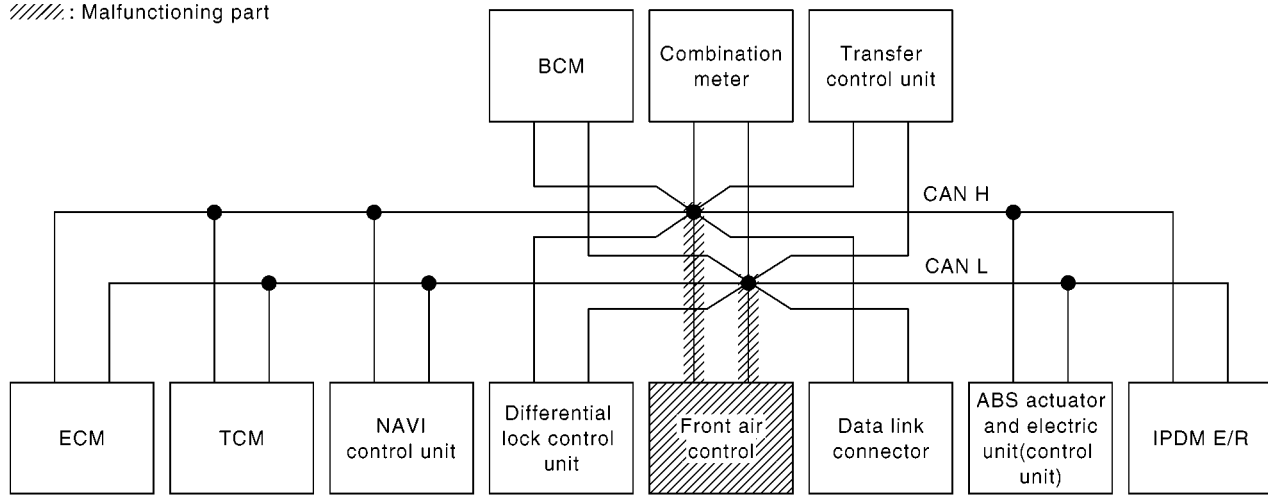 : Malfunctioning part
BCM
Combination
meter
Transfer
control unit
CAN H
CAN L
ECM
TCM
NAVI
control unit
Differential
lock control
unit
Front air
control
Data link
connector
ABS actuator
and electric
unit(control
unit)
IPDM E/R